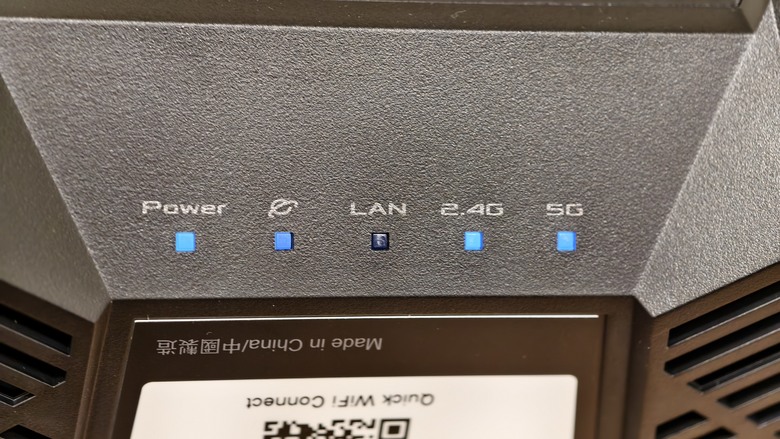 Power LAN 2.4G 5G
Made in China/中國製造
Quick WiFi Connect